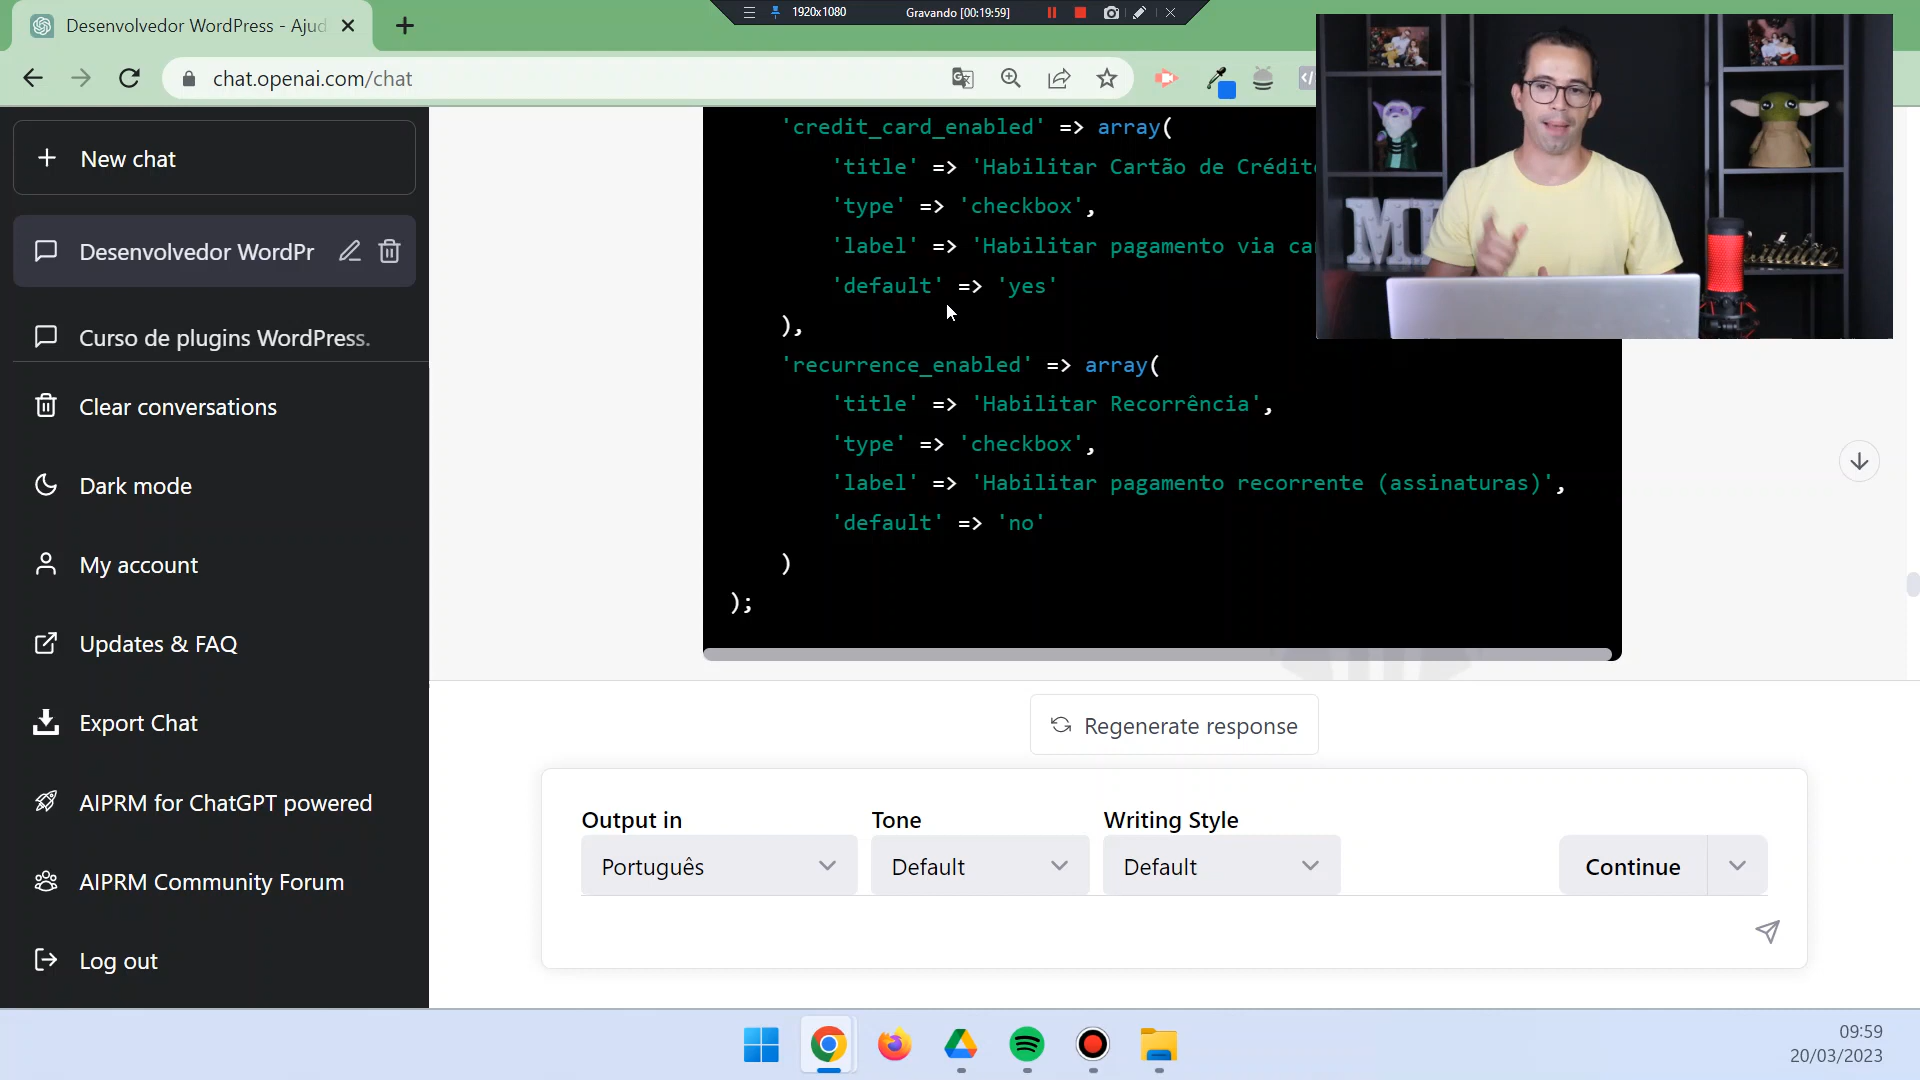 Desenvolvedor WordPress - Ajud
1920x1080
Gravando [00:19:59]
chat.openai.com/chat
New chat
Desenvolvedor WordPr
Curso de plugins WordPress.
Clear conversations
Dark mode
My account
Updates & FAQ
Export Chat
AIPRM for ChatGPT powered
AIPRM Community Forum
Log out
'credit_card_enabled' => array(
'title' => 'Habilitar Cartão de Crédito
'type' => 'checkbox',
'label' => 'Habilitar pagamento via ca
'default' => 'yes'
),
'recurrence_enabled' => array(
'title' => 'Habilitar Recorrência',
'type' => 'checkbox',
'label' => 'Habilitar pagamento recorrente (assinaturas)',
'default' => 'no'
)
);
Regenerate response
Output in
Tone
Writing Style
Português
Default
Default
Continue
09:59
20/03/2023